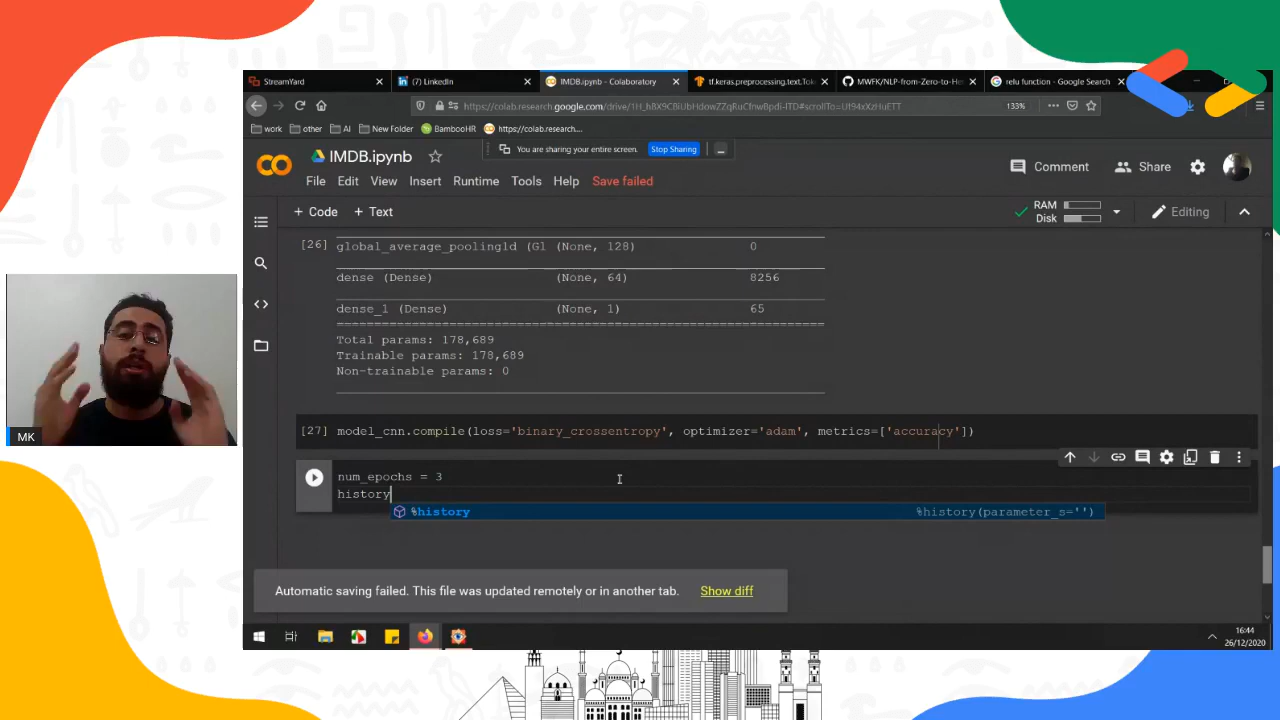 StreamYard
(7) LinkedIn
IMDB.ipynb - Colaboratory
tf.keras.preprocessing.text.Tok
MWFK/NLP-from-Zero-to-He
relu function - Google Search
133%
work
other
AI
New Folder
BambooHR
https://colab.research....
You are sharing your entire screen.
Stop Sharing
IMDB.ipynb
File Edit View Insert Runtime Tools Help Save failed
Comment
Share
+ Code + Text
RAM
Disk
Editing
[26] global_average_pooling1d (Gl (None, 128) 0
dense (Dense) (None, 64) 8256
dense_1 (Dense) (None, 1) 65
Total params: 178,689
Trainable params: 178,689
Non-trainable params: 0
[27] model_cnn.compile(loss='binary_crossentropy', optimizer='adam', metrics=['accuracy'])
num_epochs = 3
history
%history %history(parameter_s='')
Automatic saving failed. This file was updated remotely or in another tab. Show diff
MK
16:44
26/12/2020